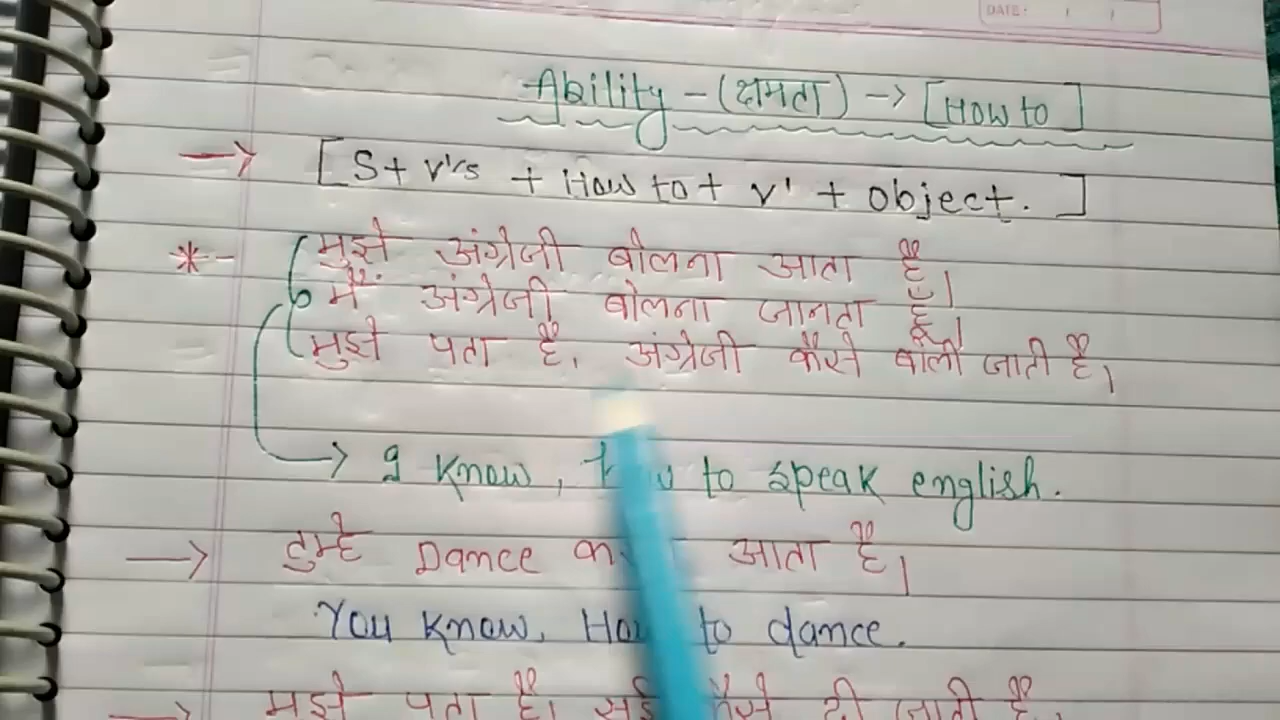 DATE: / /
Ability - (क्षमता) -> [How to]
[S+ V's + How to + V' + object. ]
* - मुझे अंग्रेजी बोलना आता है।
मैं अंग्रेजी बोलना जानता हूँ।
मुझे पता है, अंग्रेजी कैसे बोली जाती है,
I know, to speak english.
तुम्हे Dance आता है।
You know, to dance.
मुझे पता है। कैसे दी जाती है,